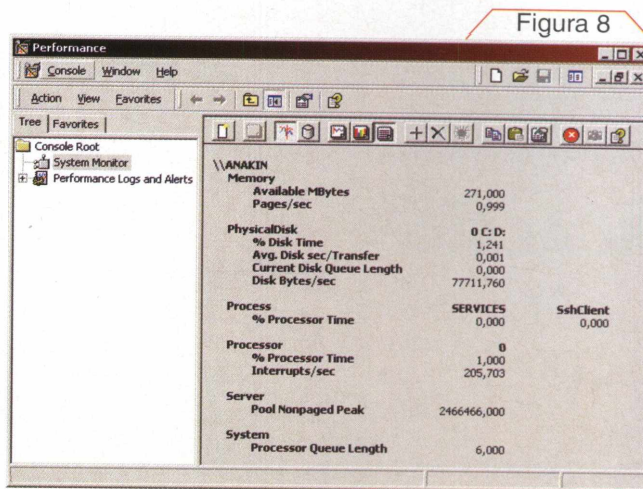 Figura 8
Performance
Console Window Help
Action View Favorites
Tree Favorites
Console Root
System Monitor
Performance Logs and Alerts
\\ANAKIN
Memory
Available MBytes 271,000
Pages/sec 0,999
PhysicalDisk 0 C: D:
% Disk Time 1,241
Avg. Disk sec/Transfer 0,001
Current Disk Queue Length 0,000
Disk Bytes/sec 77711,760
Process SERVICES SshClient
% Processor Time 0,000 0,000
Processor 0
% Processor Time 1,000
Interrupts/sec 205,703
Server
Pool Nonpaged Peak 2466466,000
System
Processor Queue Length 6,000